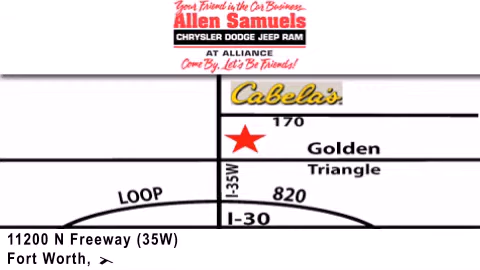 Your Friend in the Car Business
Allen Samuels
CHRYSLER DODGE JEEP RAM
AT ALLIANCE
Come By, Let's Be Friends!
Cabela's
170
Golden
Triangle
I-35W
LOOP 820
I-30
11200 N Freeway (35W)
Fort Worth,